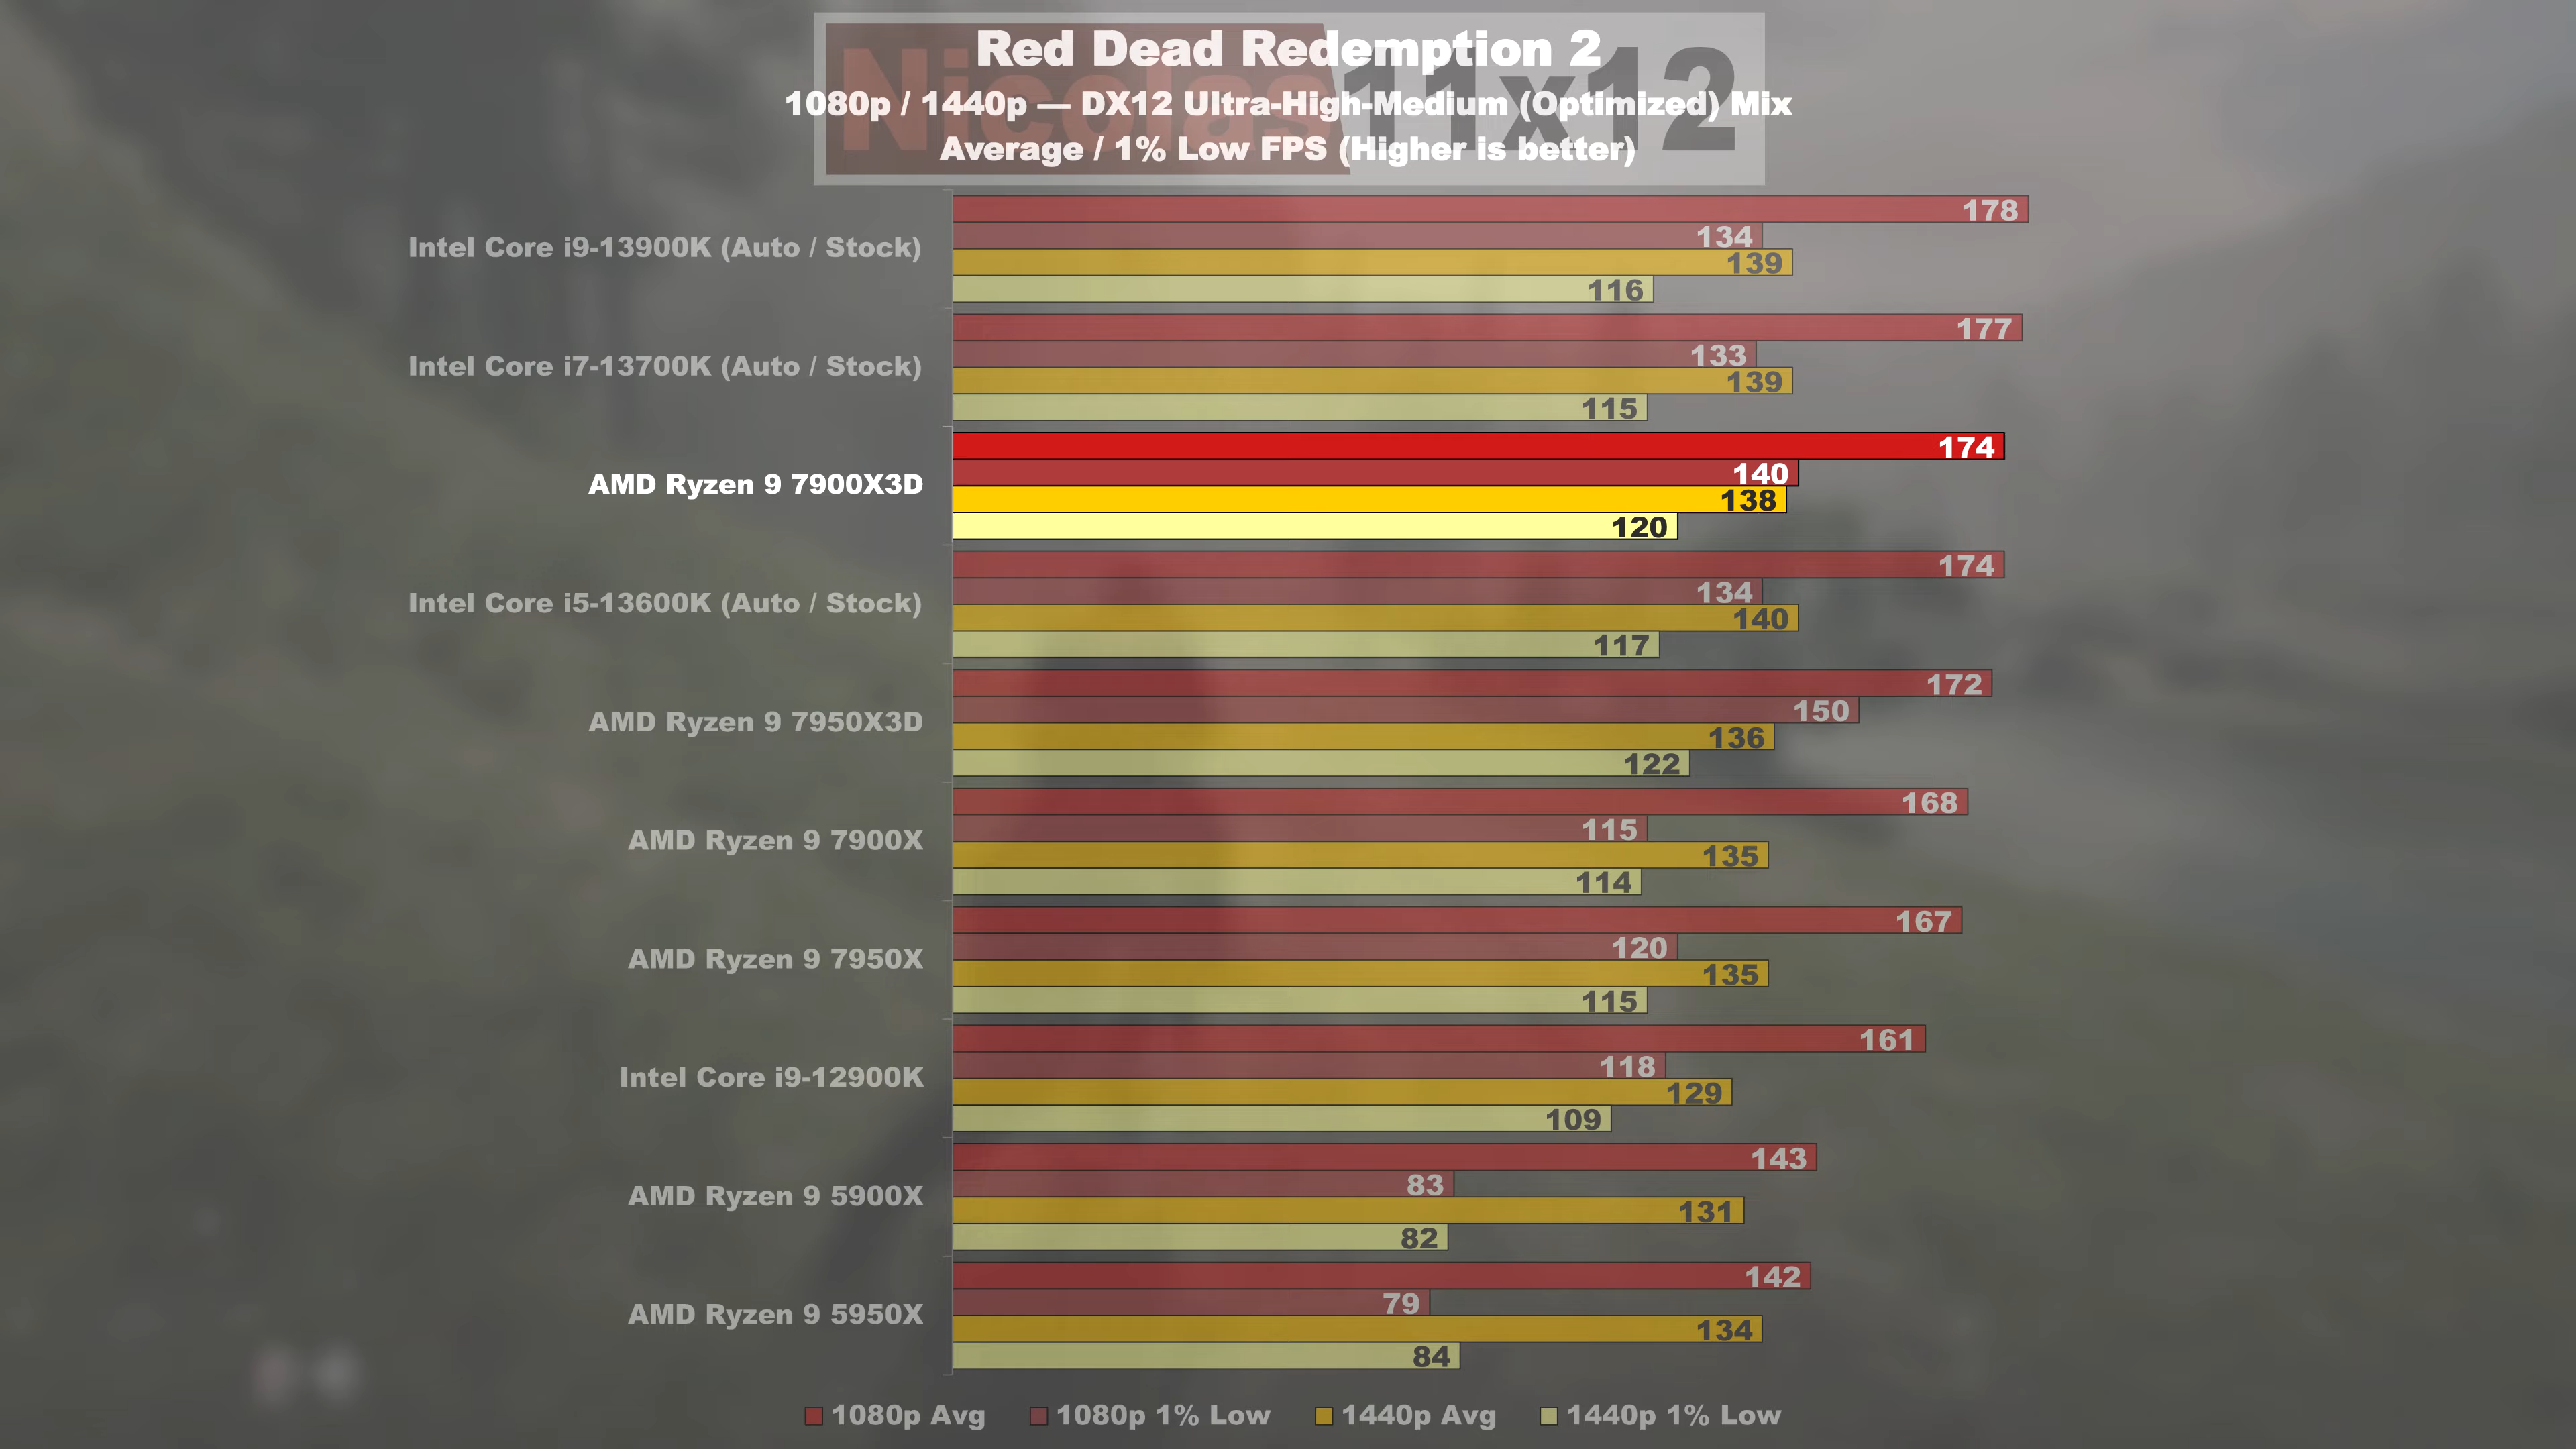 Nicolas11x12
Red Dead Redemption 2
1080p / 1440p — DX12 Ultra-High-Medium (Optimized) Mix
Average / 1% Low FPS (Higher is better)
Intel Core i9-13900K (Auto / Stock)
178
134
139
116
Intel Core i7-13700K (Auto / Stock)
177
133
139
115
AMD Ryzen 9 7900X3D
174
140
138
120
Intel Core i5-13600K (Auto / Stock)
174
134
140
117
AMD Ryzen 9 7950X3D
172
150
136
122
AMD Ryzen 9 7900X
168
115
135
114
AMD Ryzen 9 7950X
167
120
135
115
Intel Core i9-12900K
161
118
129
109
AMD Ryzen 9 5900X
143
83
131
82
AMD Ryzen 9 5950X
142
79
134
84
1080p Avg 1080p 1% Low 1440p Avg 1440p 1% Low